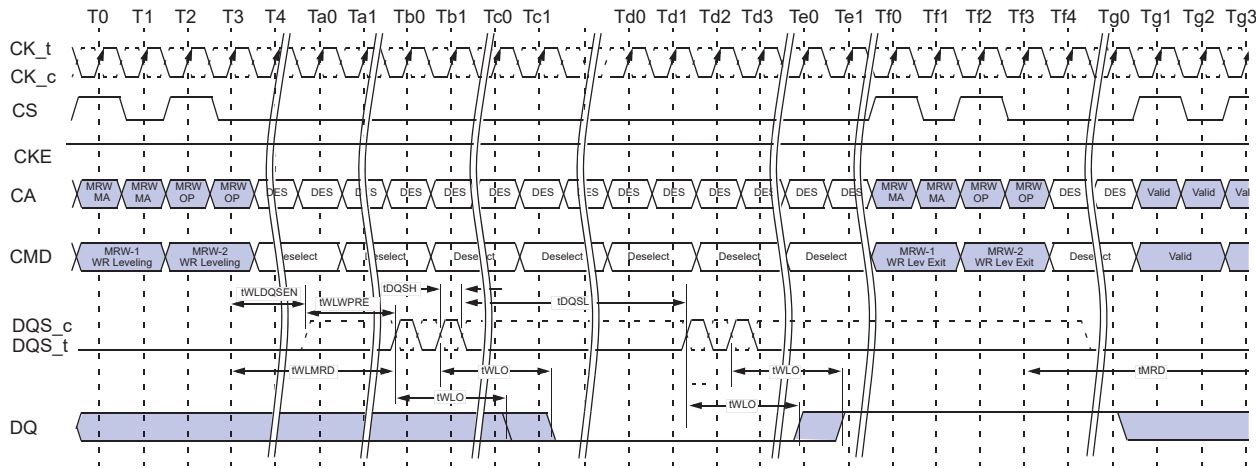 T0 T1 T2 T3 T4 Ta0 Ta1 Tb0 Tb1 Tc0 Tc1 Td0 Td1 Td2 Td3 Te0 Te1 Tf0 Tf1 Tf2 Tf3 Tf4 Tg0 Tg1 Tg2 Tg3
CK_t
CK_c
CS
CKE
CA MRW MA MRW MA MRW OP MRW OP DES DES DES DES DES DES DES DES DES DES DES DES DES DES MRW MA MRW MA MRW OP MRW OP DES DES Valid Valid
CMD MRW-1 WR Leveling MRW-2 WR Leveling Deselect Deselect Deselect Deselect Deselect Deselect Deselect MRW-1 WR Lev Exit MRW-2 WR Lev Exit Deselect Valid
tWLDQSEN tWLWPRE tDQSH tDQSL
DQS_c
DQS_t
tWLMRD tWLO tWLO tMRD
tWLO tWLO
DQ